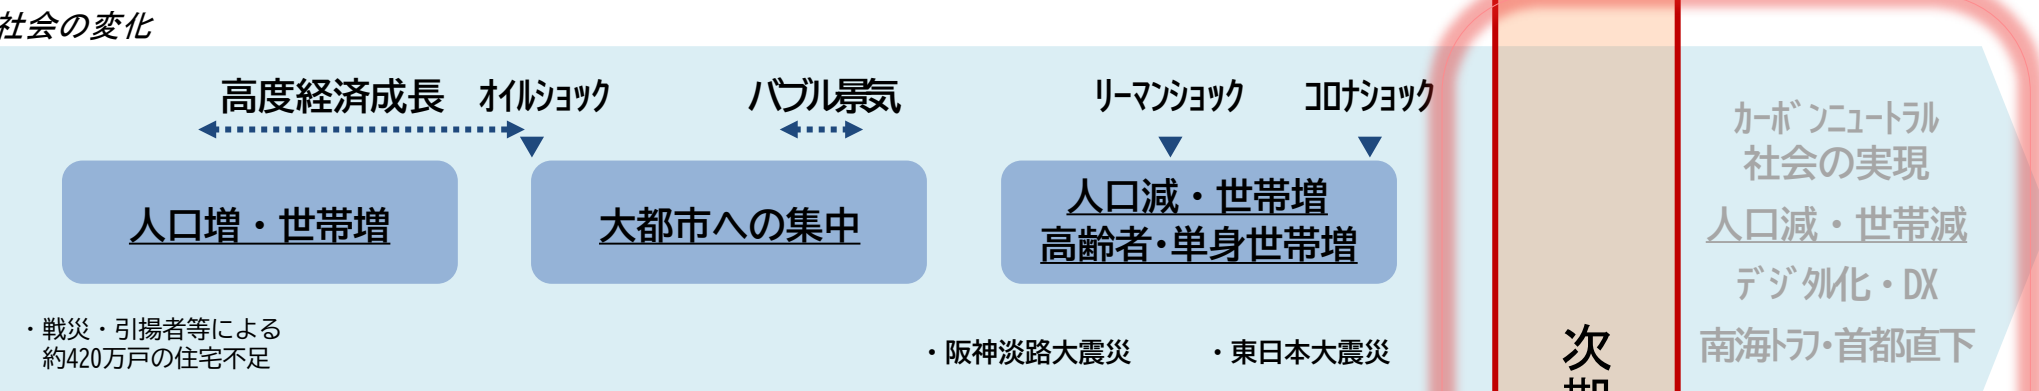 社会の変化
高度経済成長
オイルショック
バブル景気
リーマンショック
コロナショック
人口増・世帯増
大都市への集中
人口減・世帯増
高齢者・単身世帯増
・戦災・引揚者等による
約420万戸の住宅不足
・阪神淡路大震災
・東日本大震災
次
カーボンニュートラル
社会の実現
人口減・世帯減
デジタル化・DX
南海トラフ・首都直下